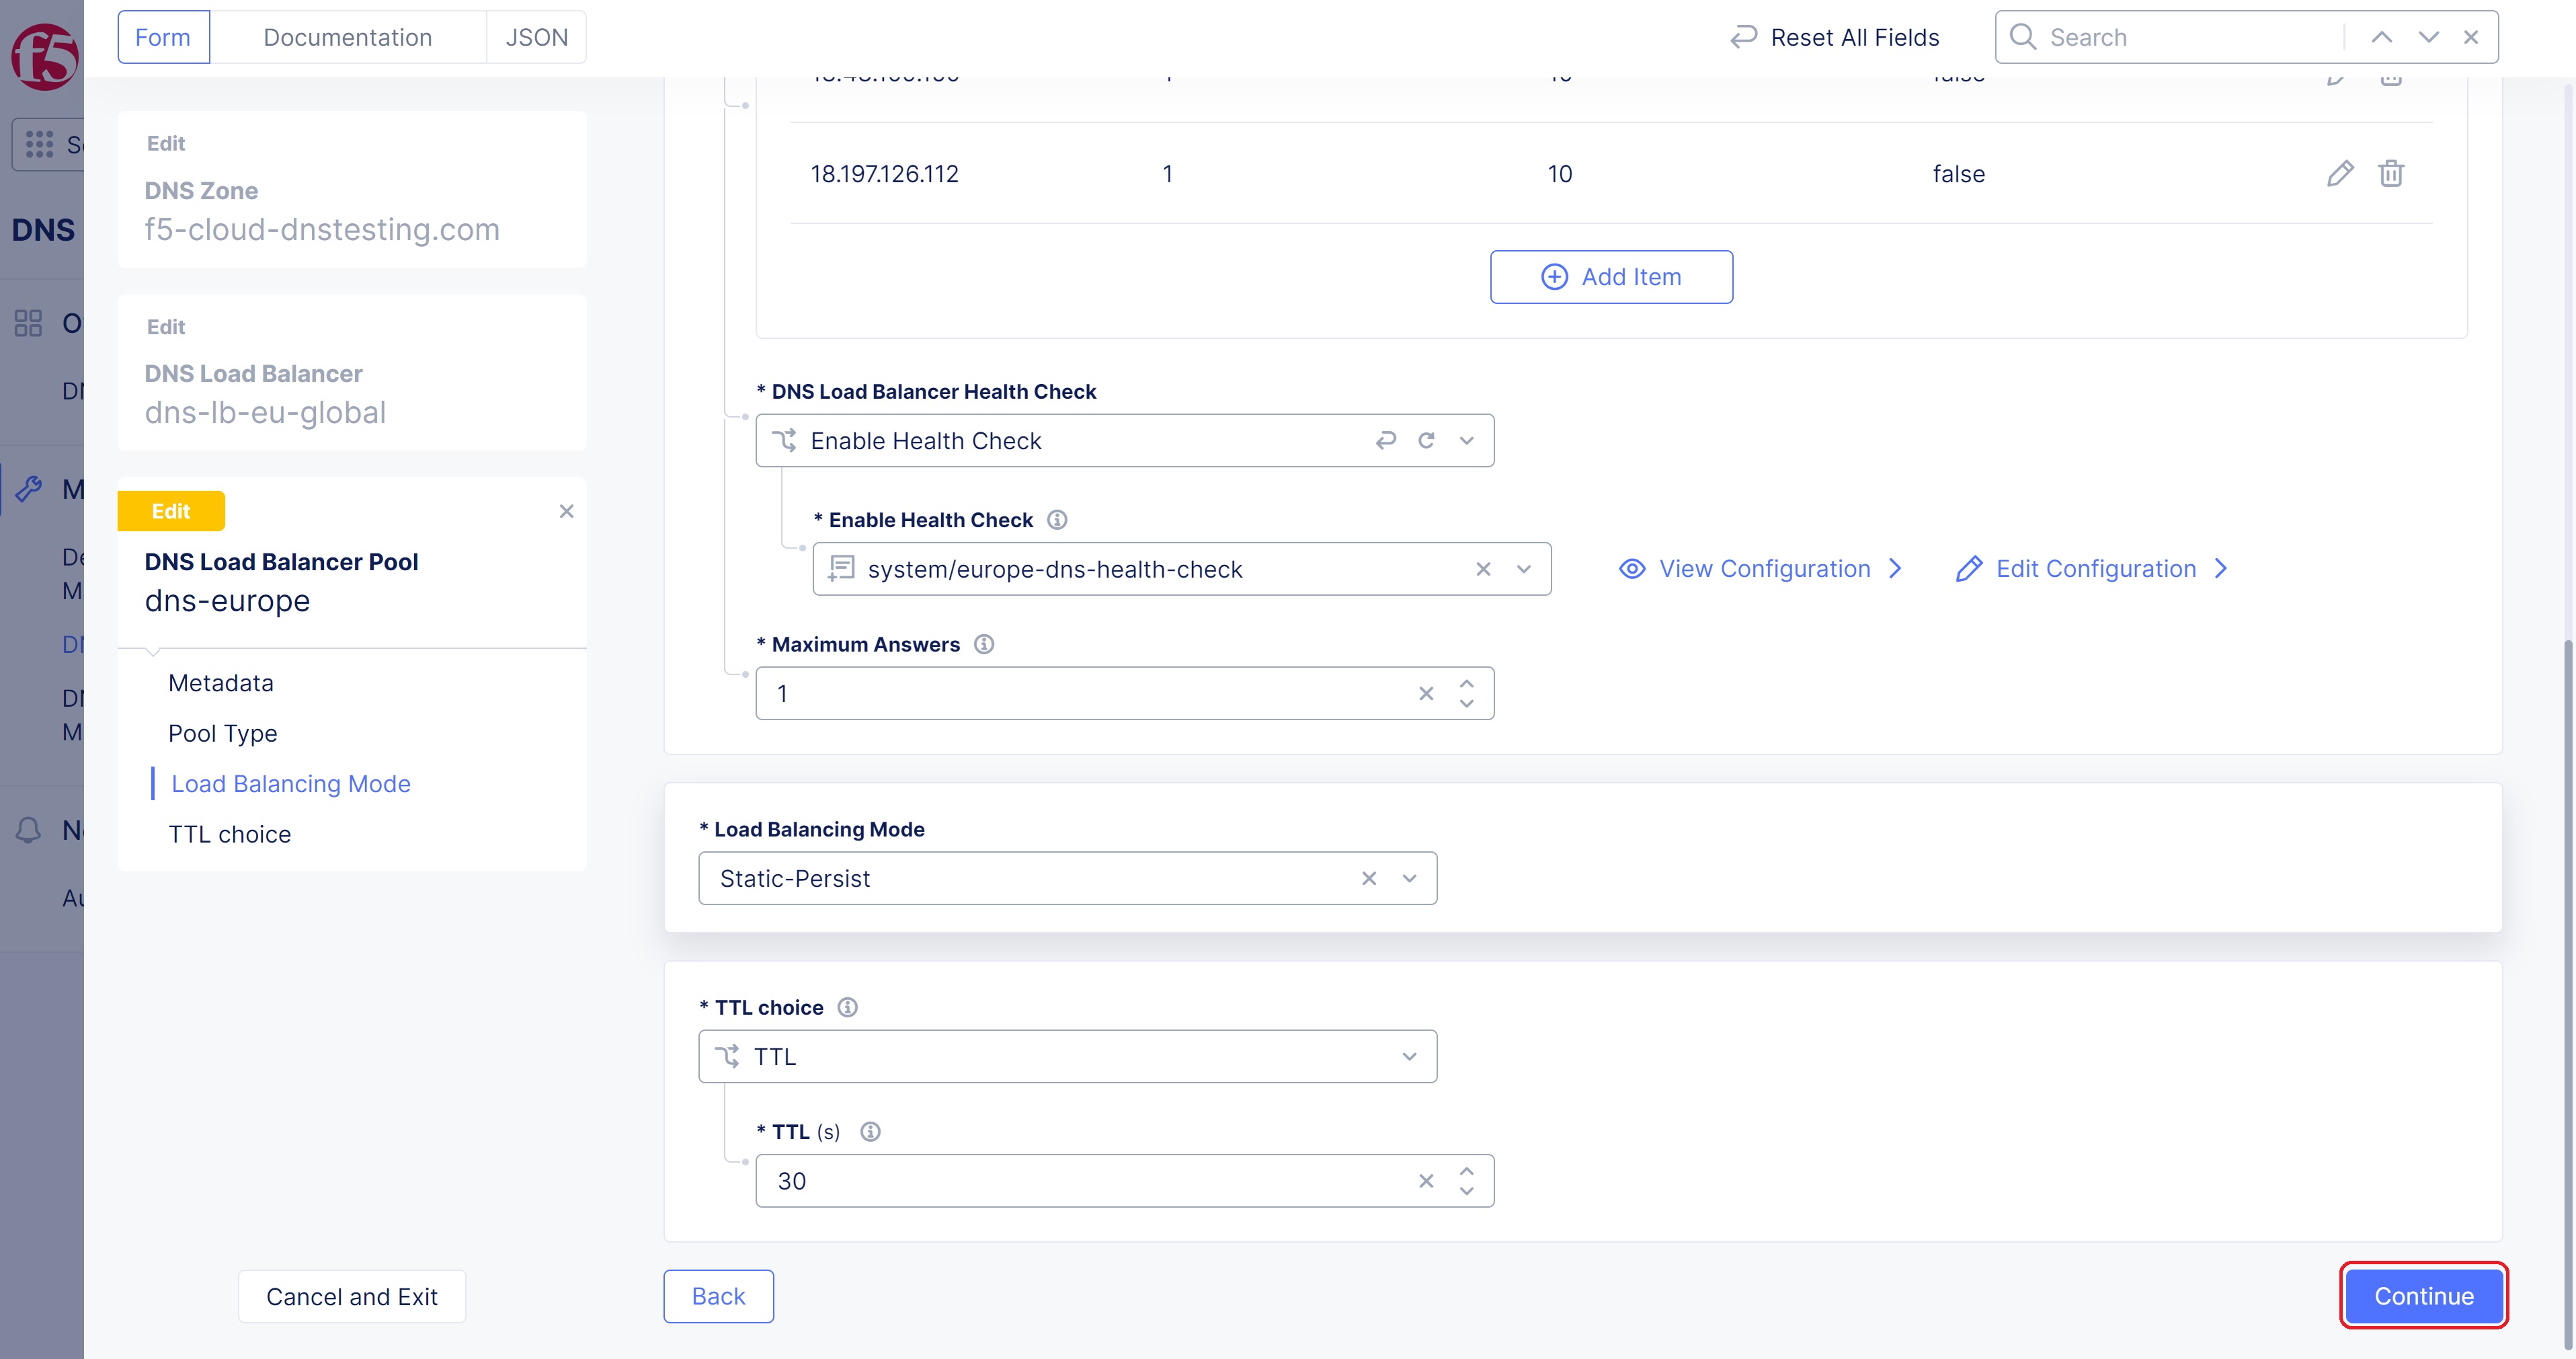 Form
Documentation
JSON
Reset All Fields
Search
f5
DNS
Edit
DNS Zone
f5-cloud-dnstesting.com
Edit
DNS Load Balancer
dns-lb-eu-global
Edit
DNS Load Balancer Pool
dns-europe
Metadata
Pool Type
Load Balancing Mode
TTL choice
18.197.126.112 1 10 false
Add Item
* DNS Load Balancer Health Check
Enable Health Check
* Enable Health Check
system/europe-dns-health-check
View Configuration
Edit Configuration
* Maximum Answers
1
* Load Balancing Mode
Static-Persist
* TTL choice
TTL
* TTL (s)
30
Cancel and Exit
Back
Continue